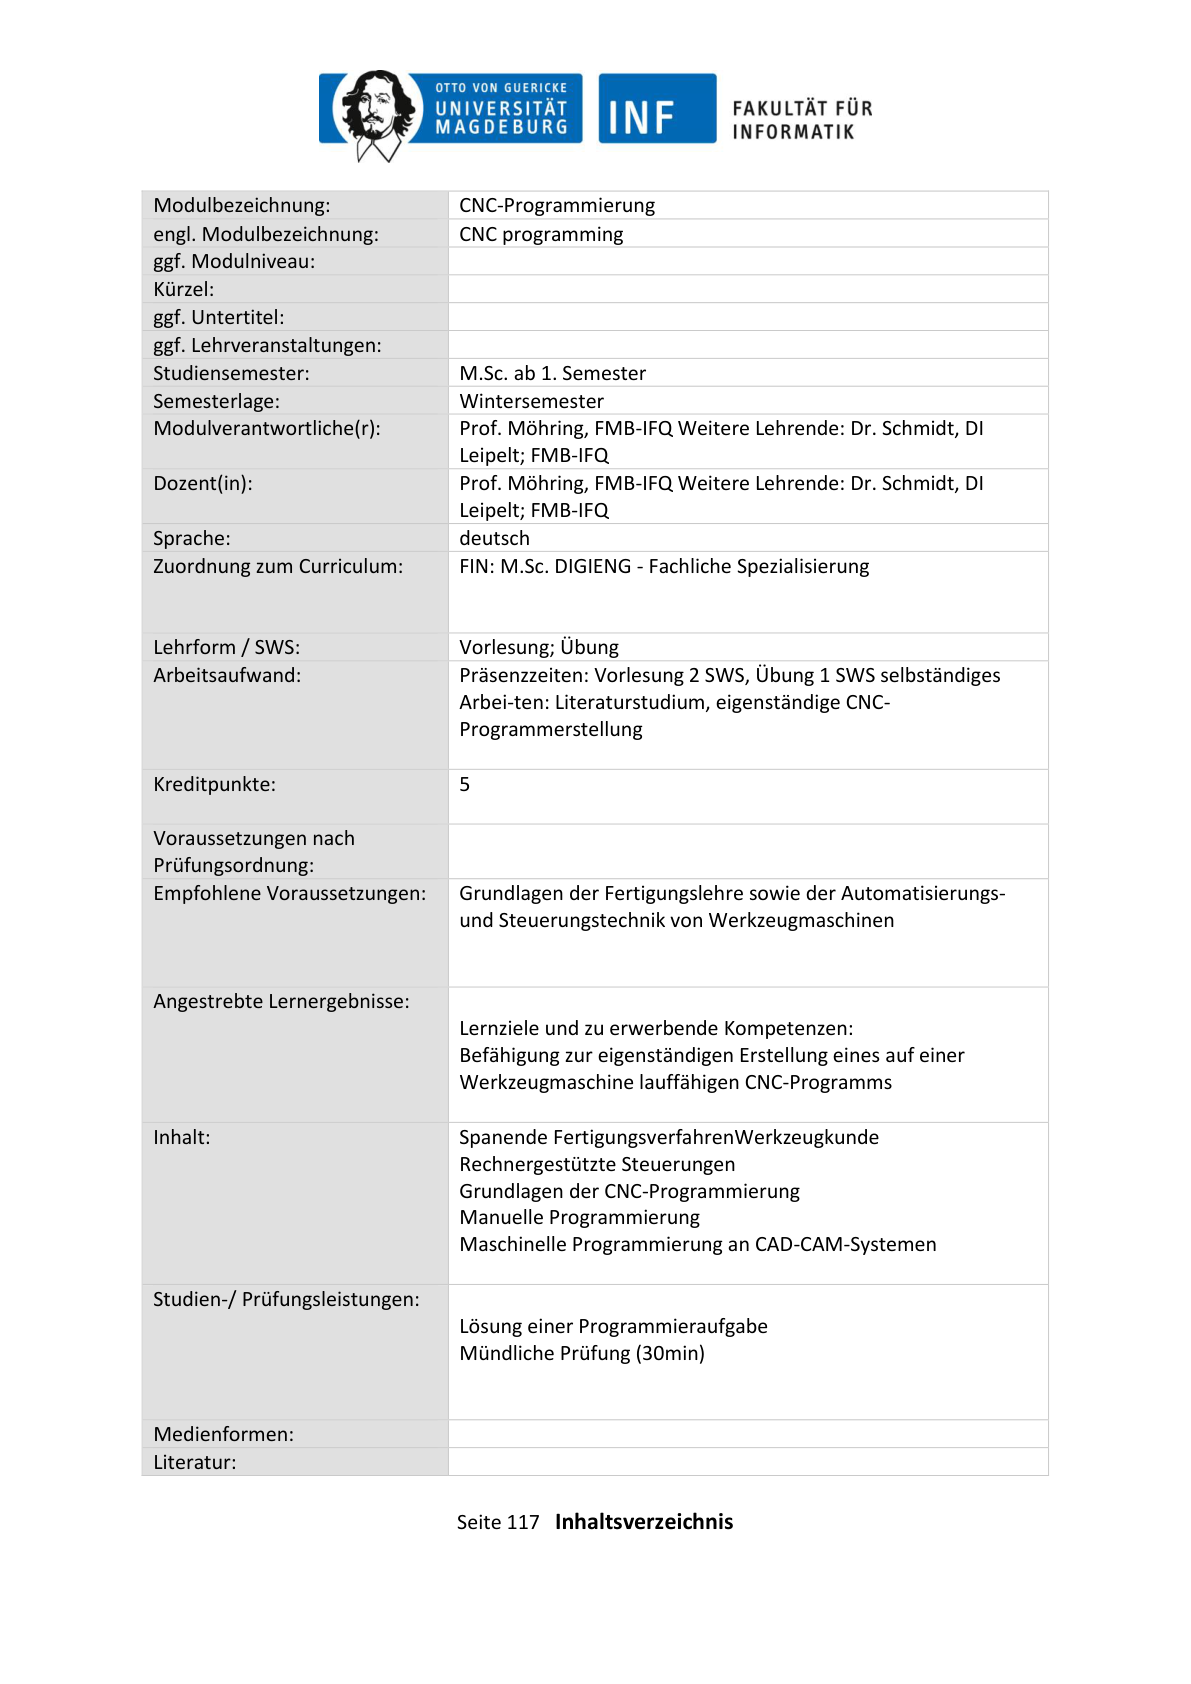 OTTO VON GUERICKE
UNIVERSITÄT
MAGDEBURG
INF
FAKULTÄT FÜR
INFORMATIK
Modulbezeichnung: CNC-Programmierung
engl. Modulbezeichnung: CNC programming
ggf. Modulniveau:
Kürzel:
ggf. Untertitel:
ggf. Lehrveranstaltungen:
Studiensemester: M.Sc. ab 1. Semester
Semesterlage: Wintersemester
Modulverantwortliche(r): Prof. Möhring, FMB-IFQ Weitere Lehrende: Dr. Schmidt, DI
Leipelt; FMB-IFQ
Dozent(in): Prof. Möhring, FMB-IFQ Weitere Lehrende: Dr. Schmidt, DI
Leipelt; FMB-IFQ
Sprache: deutsch
Zuordnung zum Curriculum: FIN: M.Sc. DIGIENG - Fachliche Spezialisierung
Lehrform / SWS: Vorlesung; Übung
Arbeitsaufwand: Präsenzzeiten: Vorlesung 2 SWS, Übung 1 SWS selbständiges
Arbei-ten: Literaturstudium, eigenständige CNC-
Programmerstellung
Kreditpunkte: 5
Voraussetzungen nach
Prüfungsordnung:
Empfohlene Voraussetzungen: Grundlagen der Fertigungslehre sowie der Automatisierungs-
und Steuerungstechnik von Werkzeugmaschinen
Angestrebte Lernergebnisse:
Lernziele und zu erwerbende Kompetenzen:
Befähigung zur eigenständigen Erstellung eines auf einer
Werkzeugmaschine lauffähigen CNC-Programms
Inhalt: Spanende FertigungsverfahrenWerkzeugkunde
Rechnergestützte Steuerungen
Grundlagen der CNC-Programmierung
Manuelle Programmierung
Maschinelle Programmierung an CAD-CAM-Systemen
Studien-/ Prüfungsleistungen:
Lösung einer Programmieraufgabe
Mündliche Prüfung (30min)
Medienformen:
Literatur:
Seite 117 Inhaltsverzeichnis